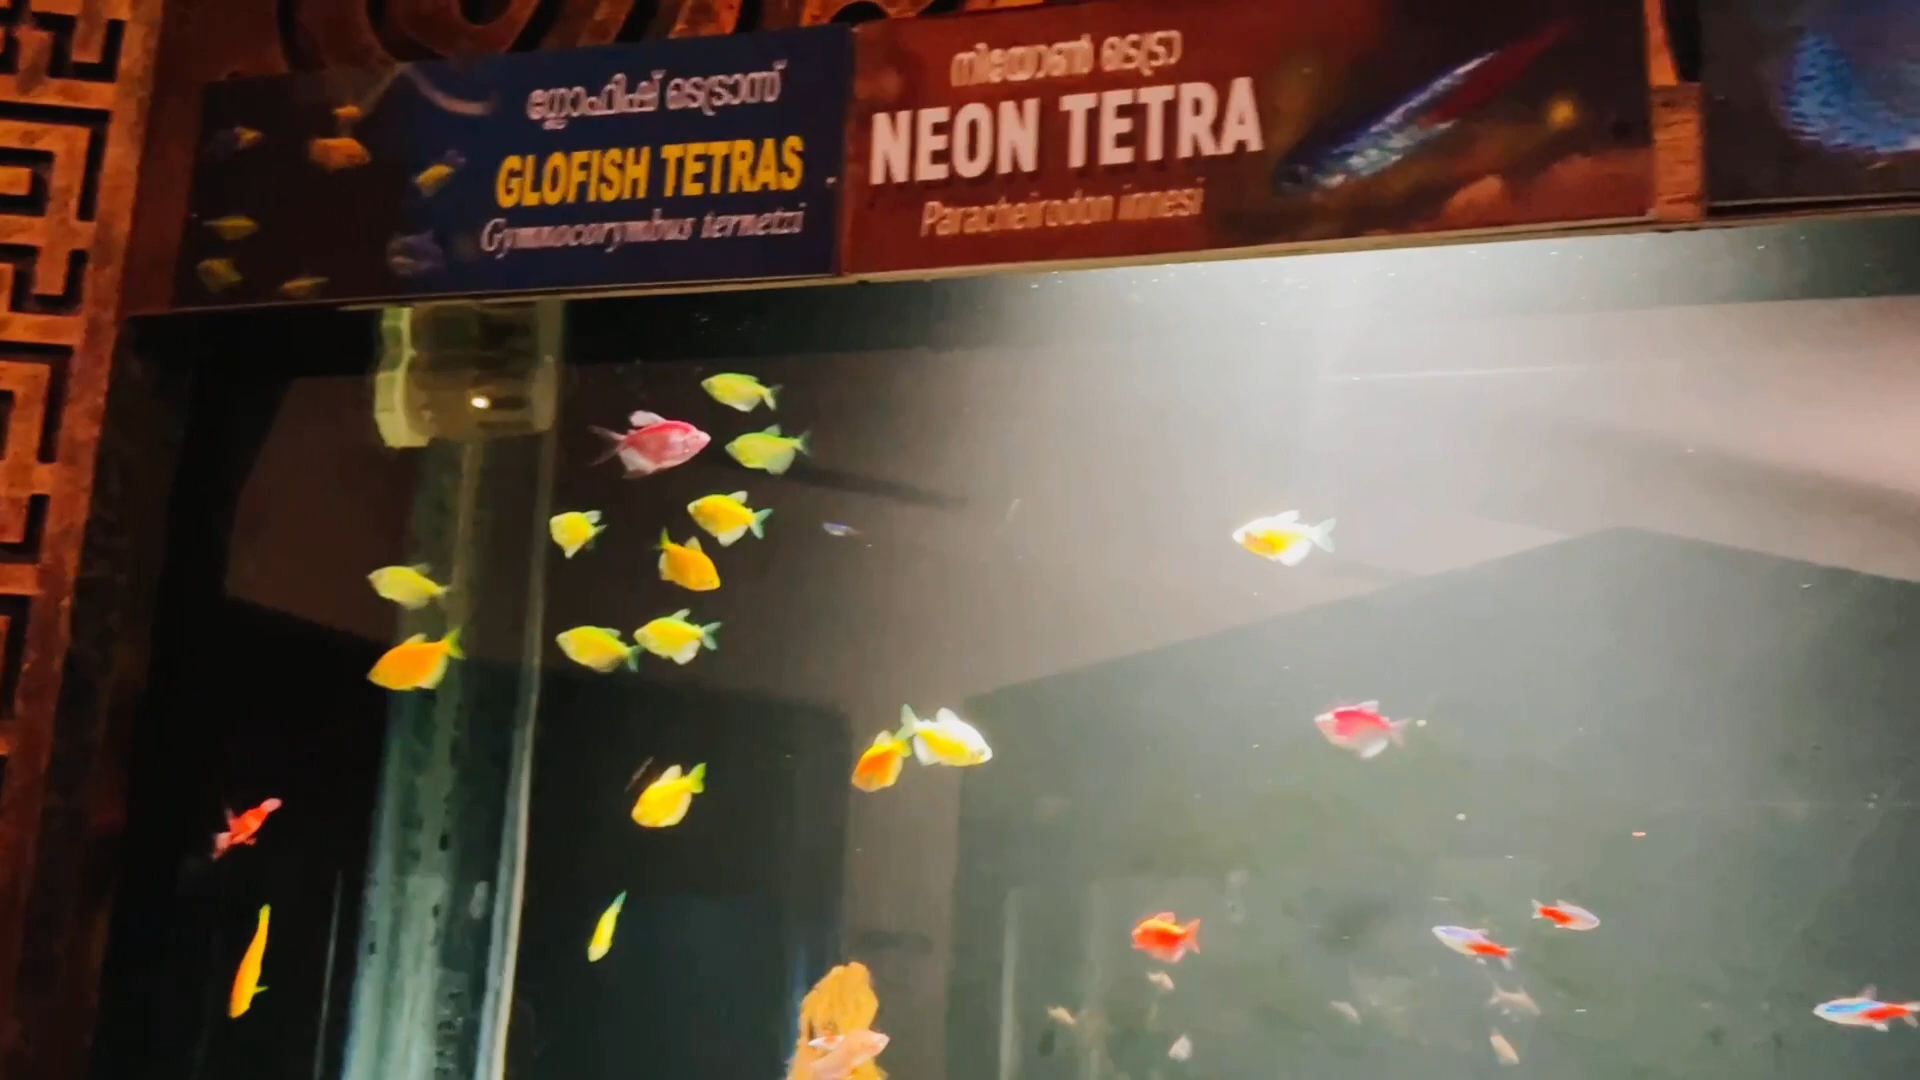 ഗ്ലോഫിഷ് ടെട്രാസ്
GLOFISH TETRAS
Gymnocorymbus ternetzi
നിയോൺ ടെട്രാ
NEON TETRA
Paracheirodon innesi